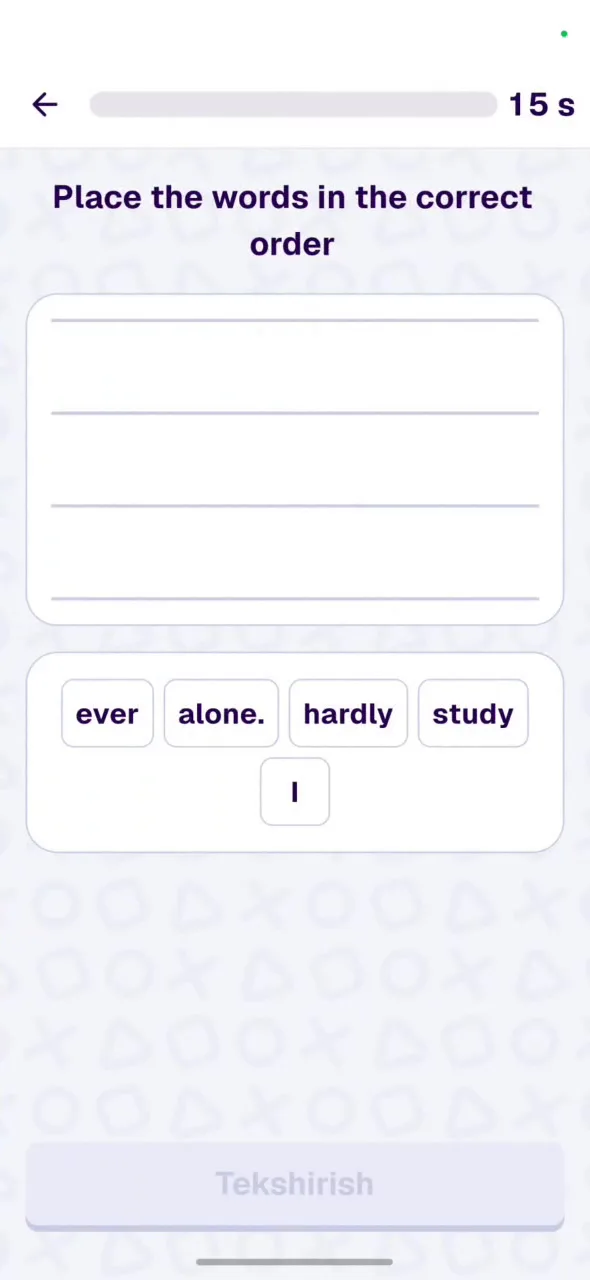 15 s
Place the words in the correct
order
ever alone. hardly study
I
Tekshirish